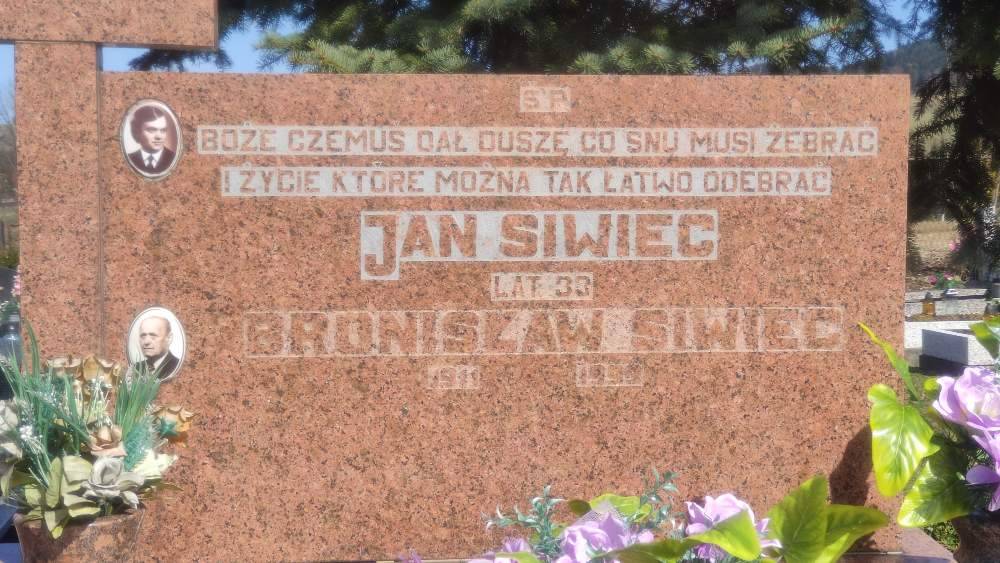 Ś.P.
BOŻE CZEMUŚ DAŁ DUSZĘ CO SNU MUSI ŻEBRAĆ
I ŻYCIE KTÓRE MOŻNA TAK ŁATWO ODEBRAĆ
JAN SIWIEC
LAT 33
BRONISŁAW SIWIEC
1911